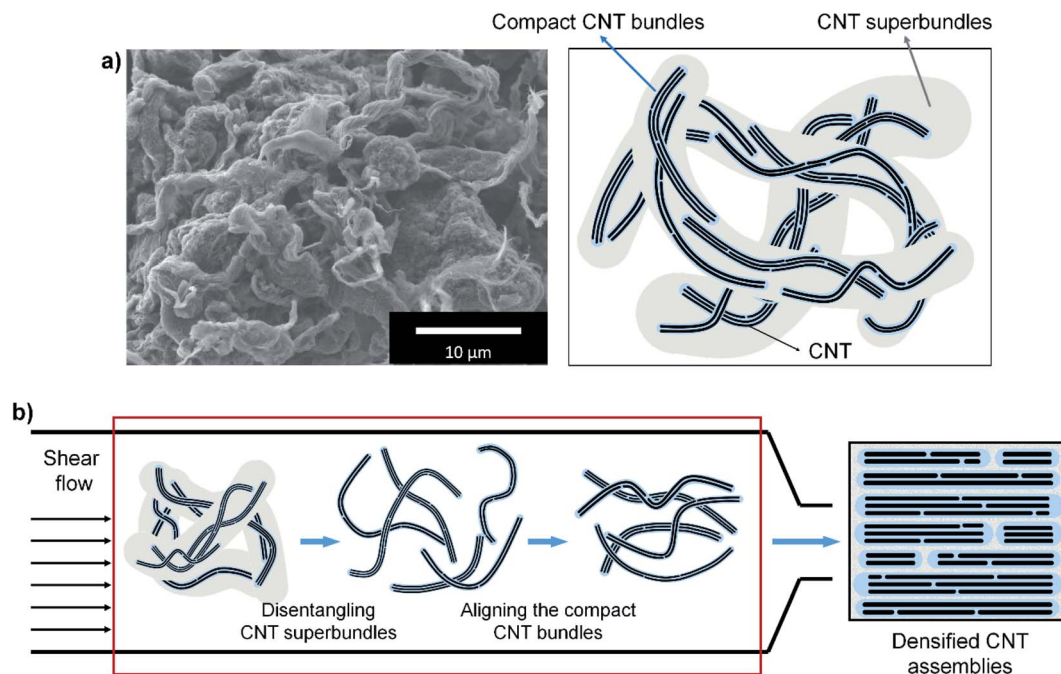 Compact CNT bundles
CNT superbundles
a)
10 µm
CNT
b)
Shear
flow
Disentangling
CNT superbundles
Aligning the compact
CNT bundles
Densified CNT
assemblies